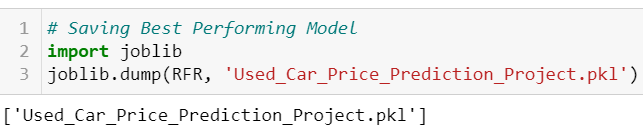 1 # Saving Best Performing Model
2 import joblib
3 joblib.dump(RFR, 'Used_Car_Price_Prediction_Project.pkl')
['Used_Car_Price_Prediction_Project.pkl']